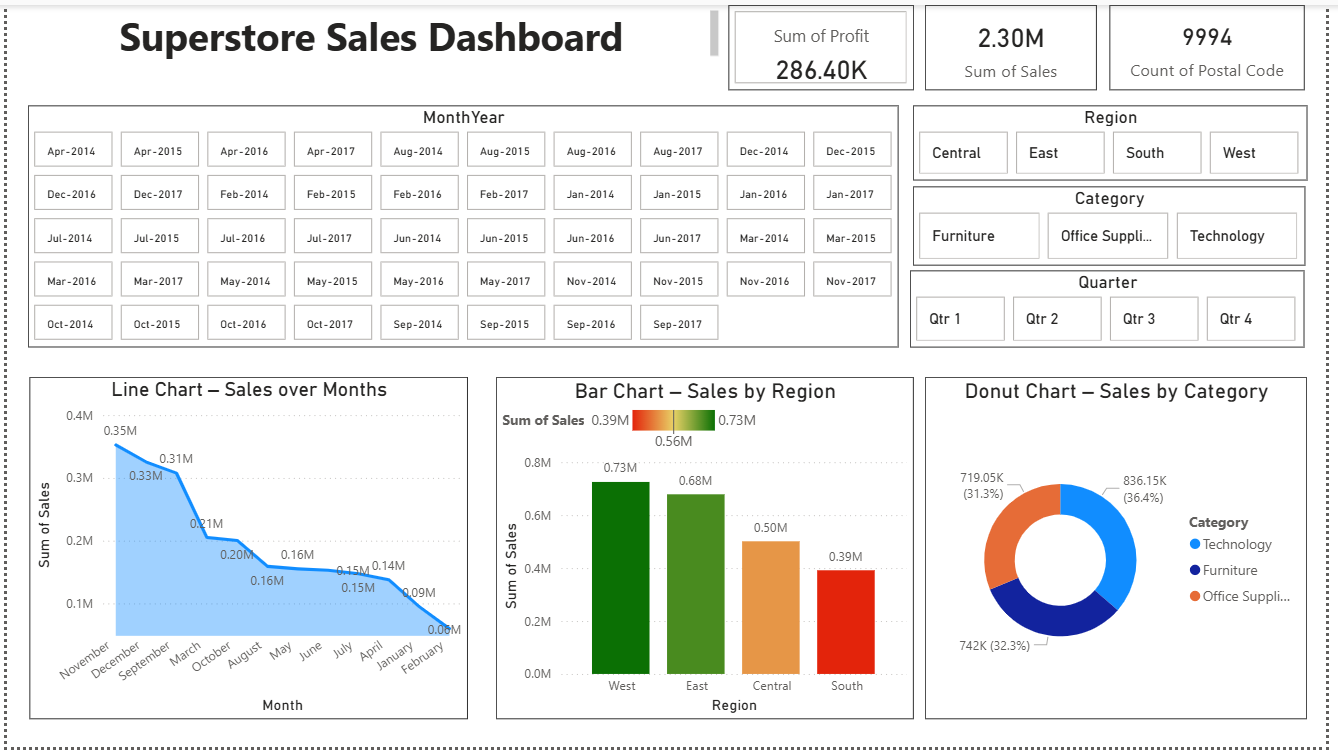 Superstore Sales Dashboard
Sum of Profit
286.40K
2.30M
Sum of Sales
9994
Count of Postal Code
MonthYear
Apr-2014 Apr-2015 Apr-2016 Apr-2017 Aug-2014 Aug-2015 Aug-2016 Aug-2017 Dec-2014 Dec-2015
Dec-2016 Dec-2017 Feb-2014 Feb-2015 Feb-2016 Feb-2017 Jan-2014 Jan-2015 Jan-2016 Jan-2017
Jul-2014 Jul-2015 Jul-2016 Jul-2017 Jun-2014 Jun-2015 Jun-2016 Jun-2017 Mar-2014 Mar-2015
Mar-2016 Mar-2017 May-2014 May-2015 May-2016 May-2017 Nov-2014 Nov-2015 Nov-2016 Nov-2017
Oct-2014 Oct-2015 Oct-2016 Oct-2017 Sep-2014 Sep-2015 Sep-2016 Sep-2017
Region
Central East South West
Category
Furniture Office Suppli... Technology
Quarter
Qtr 1 Qtr 2 Qtr 3 Qtr 4
Line Chart – Sales over Months
Sum of Sales
0.4M
0.3M
0.2M
0.1M
0.35M
0.33M
0.31M
0.21M
0.20M
0.16M
0.16M
0.15M
0.15M
0.14M
0.09M
0.06M
November
December
September
March
October
August
May
June
July
April
January
February
Month
Bar Chart – Sales by Region
Sum of Sales 0.39M 0.73M
0.56M
Sum of Sales
0.8M
0.6M
0.4M
0.2M
0.0M
0.73M
0.68M
0.50M
0.39M
West East Central South
Region
Donut Chart – Sales by Category
719.05K
(31.3%)
836.15K
(36.4%)
742K (32.3%)
Category
Technology
Furniture
Office Suppli...